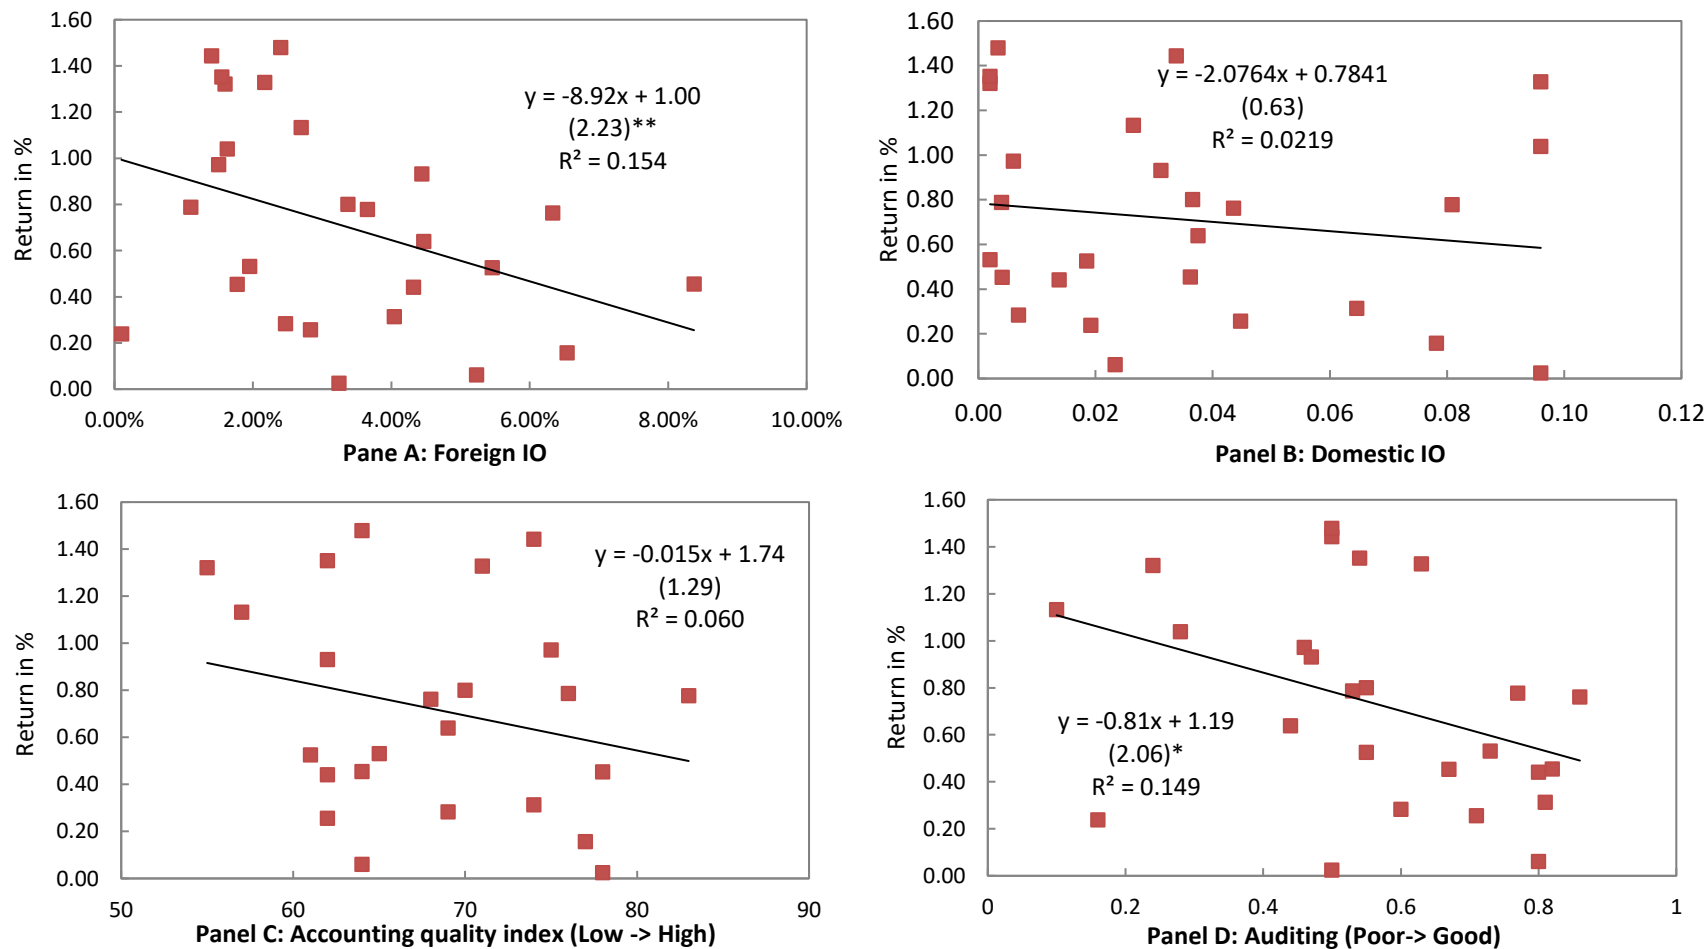 1.60
1.40
1.20
1.00
0.80
0.60
0.40
0.20
0.00
Return in %
y = -8.92x + 1.00
(2.23)**
R² = 0.154
0.00% 2.00% 4.00% 6.00% 8.00% 10.00%
Pane A: Foreign IO
1.60
1.40
1.20
1.00
0.80
0.60
0.40
0.20
0.00
Return in %
y = -2.0764x + 0.7841
(0.63)
R² = 0.0219
0.00 0.02 0.04 0.06 0.08 0.10 0.12
Panel B: Domestic IO
1.60
1.40
1.20
1.00
0.80
0.60
0.40
0.20
0.00
Return in %
y = -0.015x + 1.74
(1.29)
R² = 0.060
50 60 70 80 90
Panel C: Accounting quality index (Low -> High)
1.60
1.40
1.20
1.00
0.80
0.60
0.40
0.20
0.00
Return in %
y = -0.81x + 1.19
(2.06)*
R² = 0.149
0 0.2 0.4 0.6 0.8 1
Panel D: Auditing (Poor-> Good)